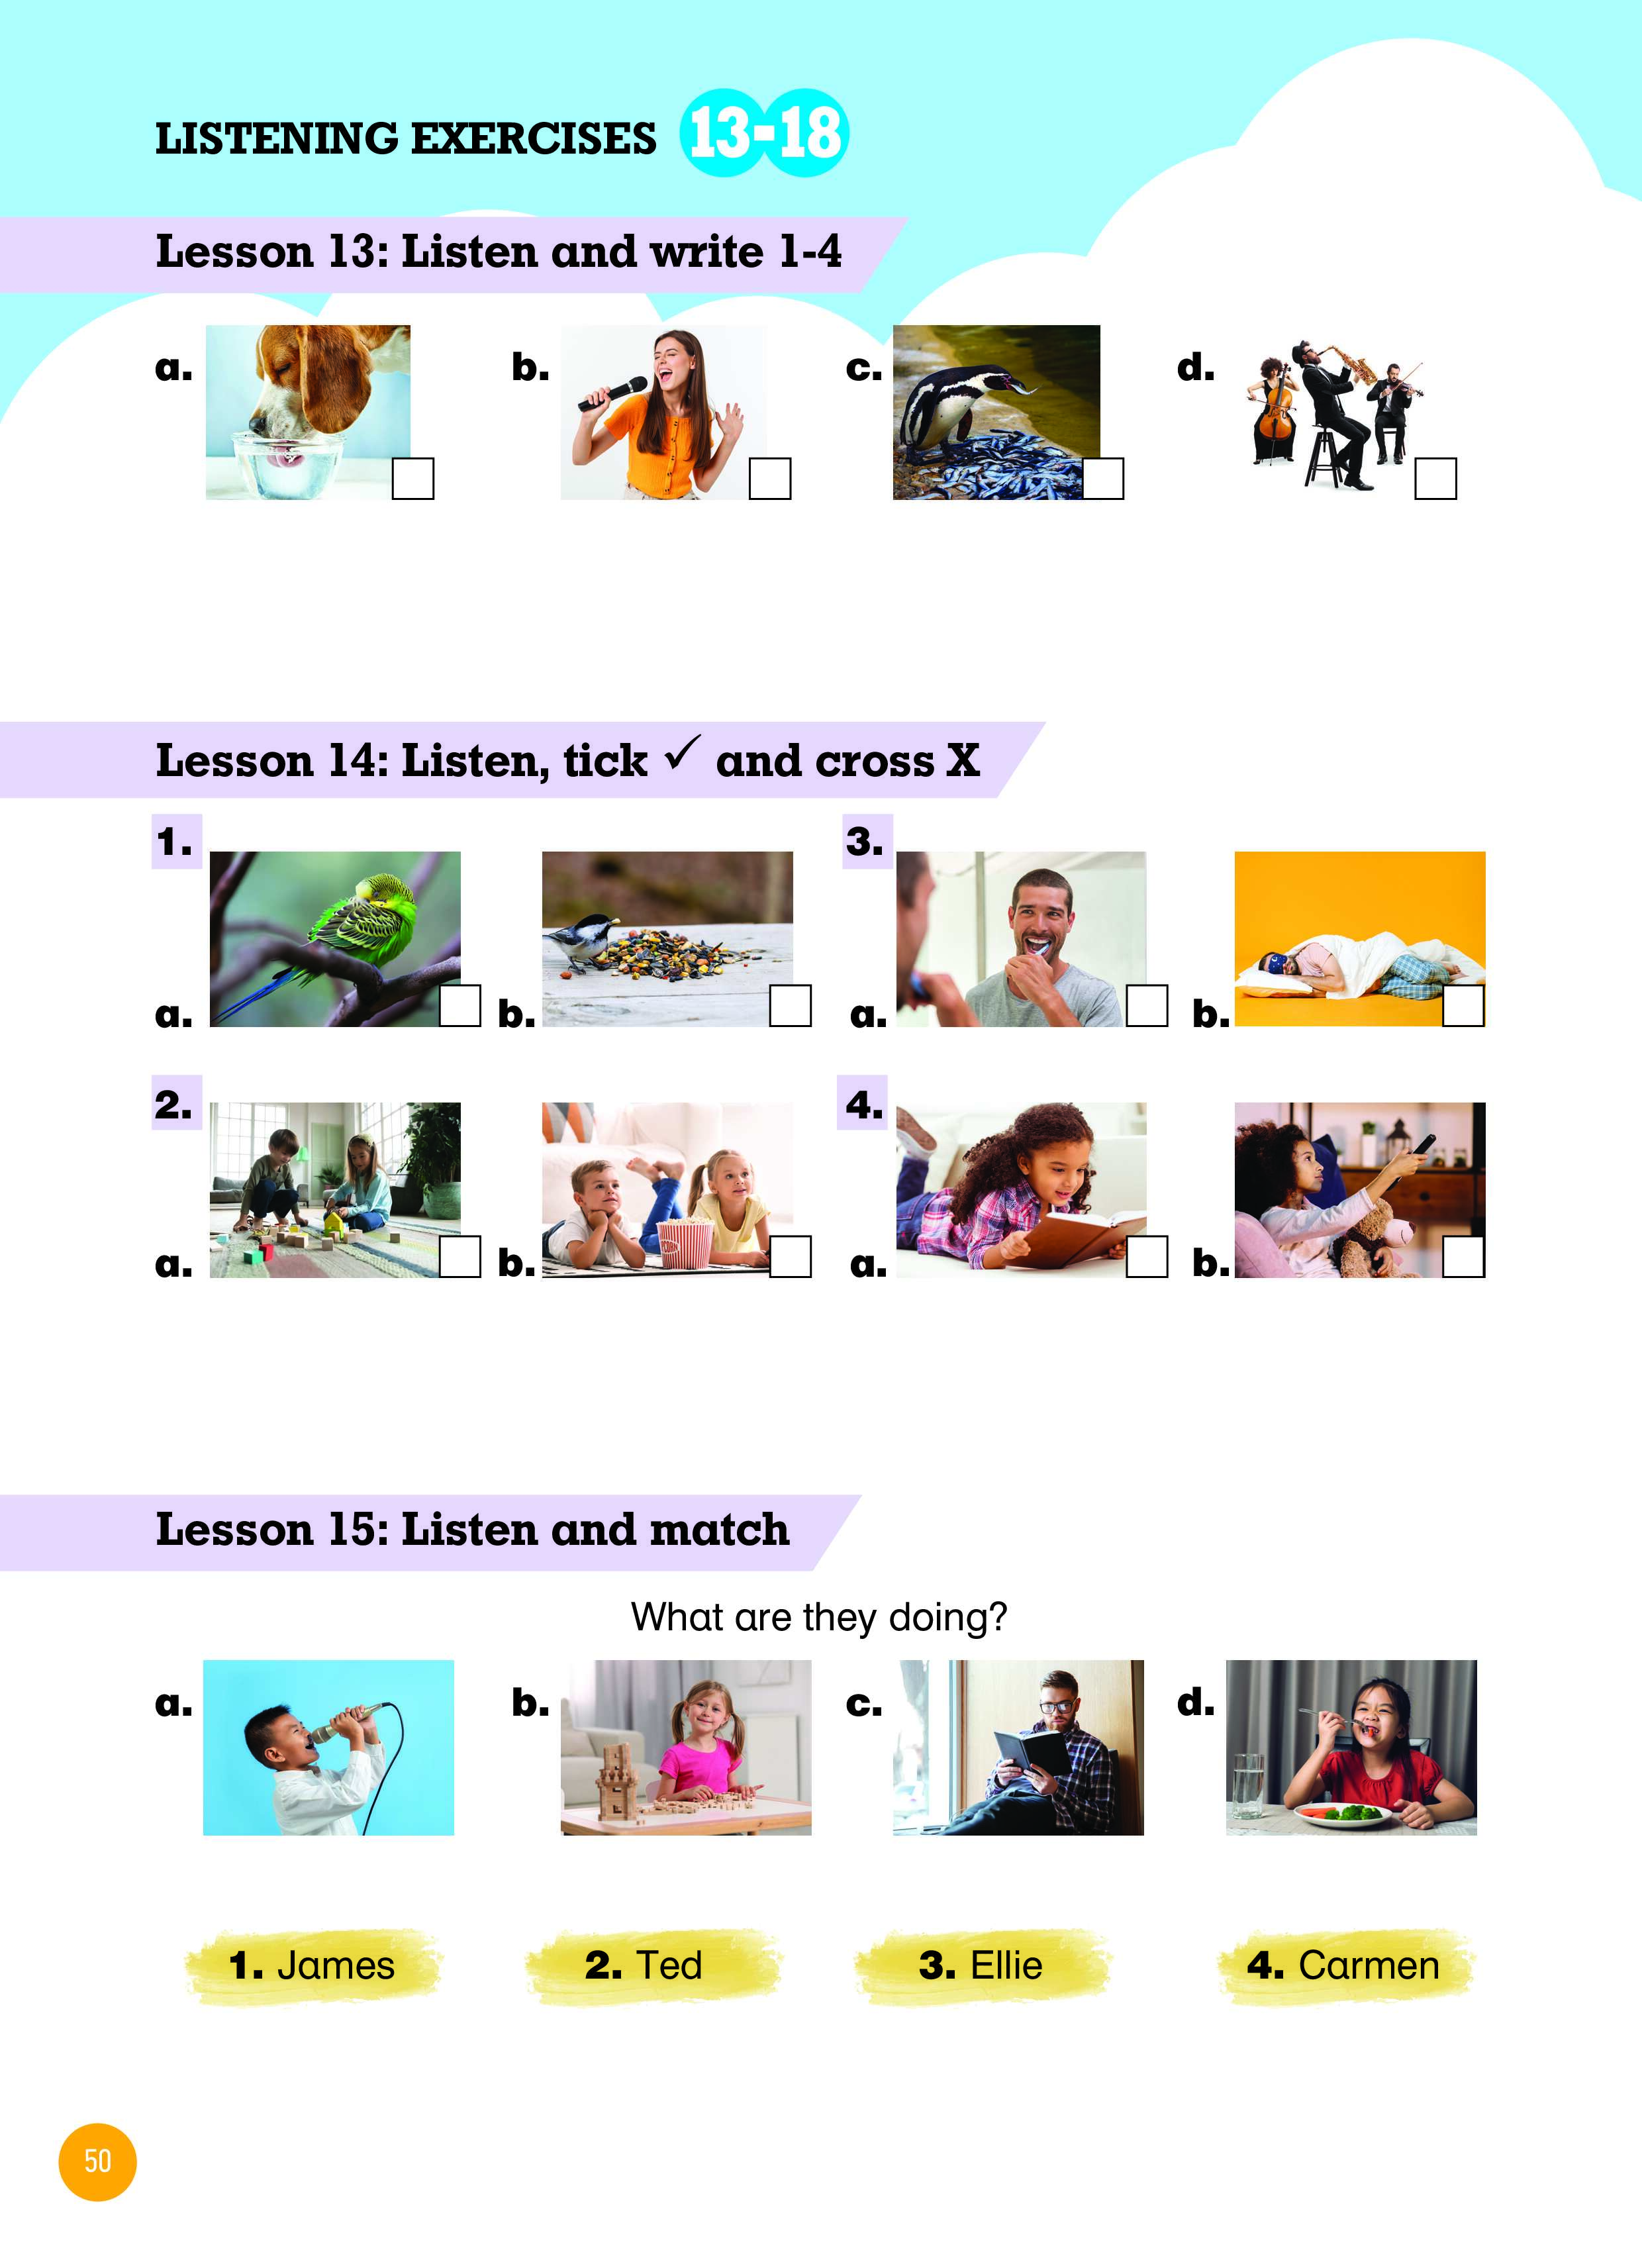 LISTENING EXERCISES 13-18
Lesson 13: Listen and write 1-4
a. b. c. d.
Lesson 14: Listen, tick ✓ and cross X
1. 3.
a. b. a. b.
2. 4.
a. b. a. b.
Lesson 15: Listen and match
What are they doing?
a. b. c. d.
1. James 2. Ted 3. Ellie 4. Carmen
50